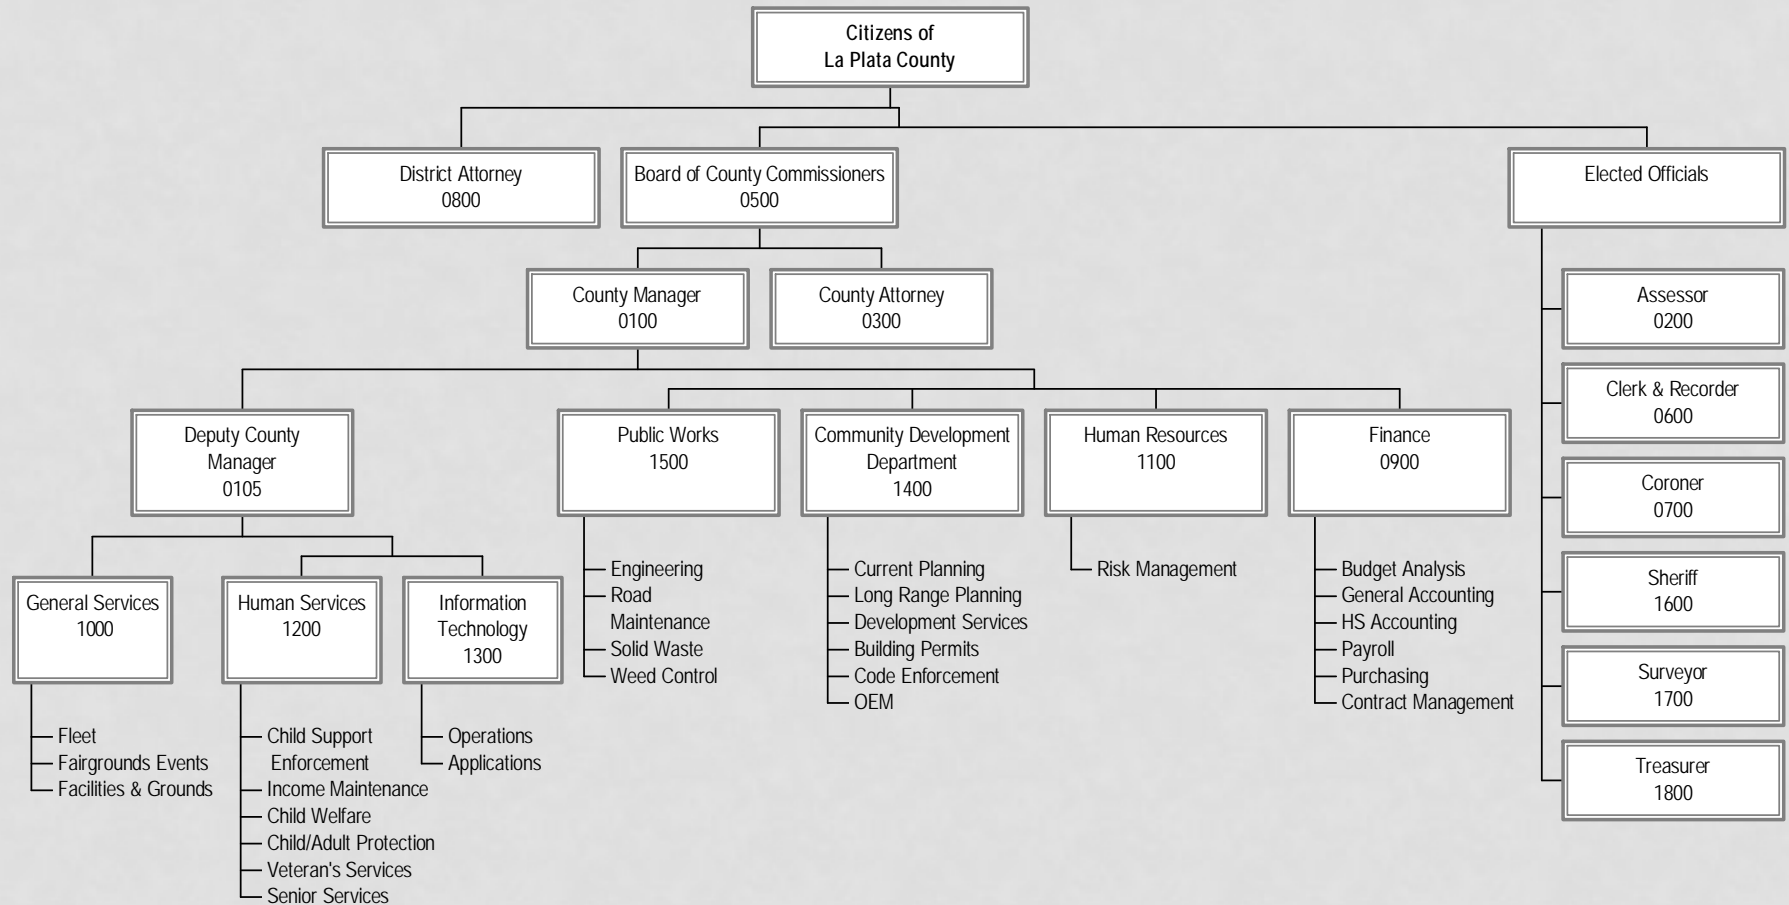 Citizens of
La Plata County
District Attorney
0800
Board of County Commissioners
0500
Elected Officials
County Manager
0100
County Attorney
0300
Assessor
0200
Clerk & Recorder
0600
Coroner
0700
Sheriff
1600
Surveyor
1700
Treasurer
1800
Deputy County
Manager
0105
Public Works
1500
Community Development
Department
1400
Human Resources
1100
Finance
0900
General Services
1000
Human Services
1200
Information
Technology
1300
Engineering
Road
Maintenance
Solid Waste
Weed Control
Current Planning
Long Range Planning
Development Services
Building Permits
Code Enforcement
OEM
Risk Management
Budget Analysis
General Accounting
HS Accounting
Payroll
Purchasing
Contract Management
Fleet
Fairgrounds Events
Facilities & Grounds
Child Support
Enforcement
Income Maintenance
Child Welfare
Child/Adult Protection
Veteran's Services
Senior Services
Operations
Applications